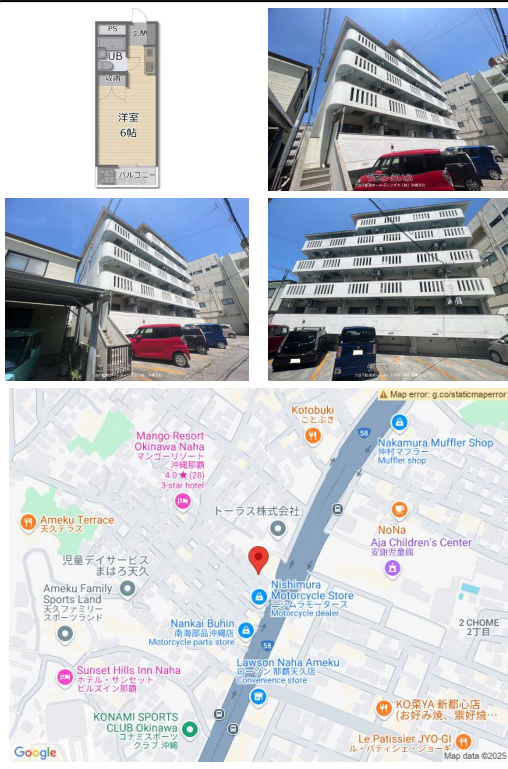 PS
玄関
UB
収納
洋室
6帖
バルコニー
Map error: g.co/staticmaperror
Kotobuki
ことぶき
58
Nakamura Muffler Shop
仲村マフラー
Muffler shop
Mango Resort
Okinawa Naha
マンゴーリゾート
沖縄那覇
4.0★(28)
3-star hotel
トーラス株式会社
Ameku Terrace
天久テラス
NoNa
Aja Children's Center
安謝児童館
児童デイサービス
まはろ天久
Ameku Family
Sports Land
天久ファミリー
スポーツランド
Nishimura
Motorcycle Store
ニシムラモータース
Motorcycle dealer
Nankai Buhin
南海部品沖縄店
Motorcycle parts store
2 CHOME
2丁目
58
Lawson Naha Ameku
ローソン 那覇天久店
Convenience store
Sunset Hills Inn Naha
ホテル・サンセット
ヒルズイン那覇
KONAMI SPORTS
CLUB Okinawa
コナミスポーツ
クラブ 沖縄
KO菜YA 新都心店
(お好み焼、祟好焼…
Le Patissier JYO-GI
ル・パティシェ・ジョーギ
Google
Map data ©2025